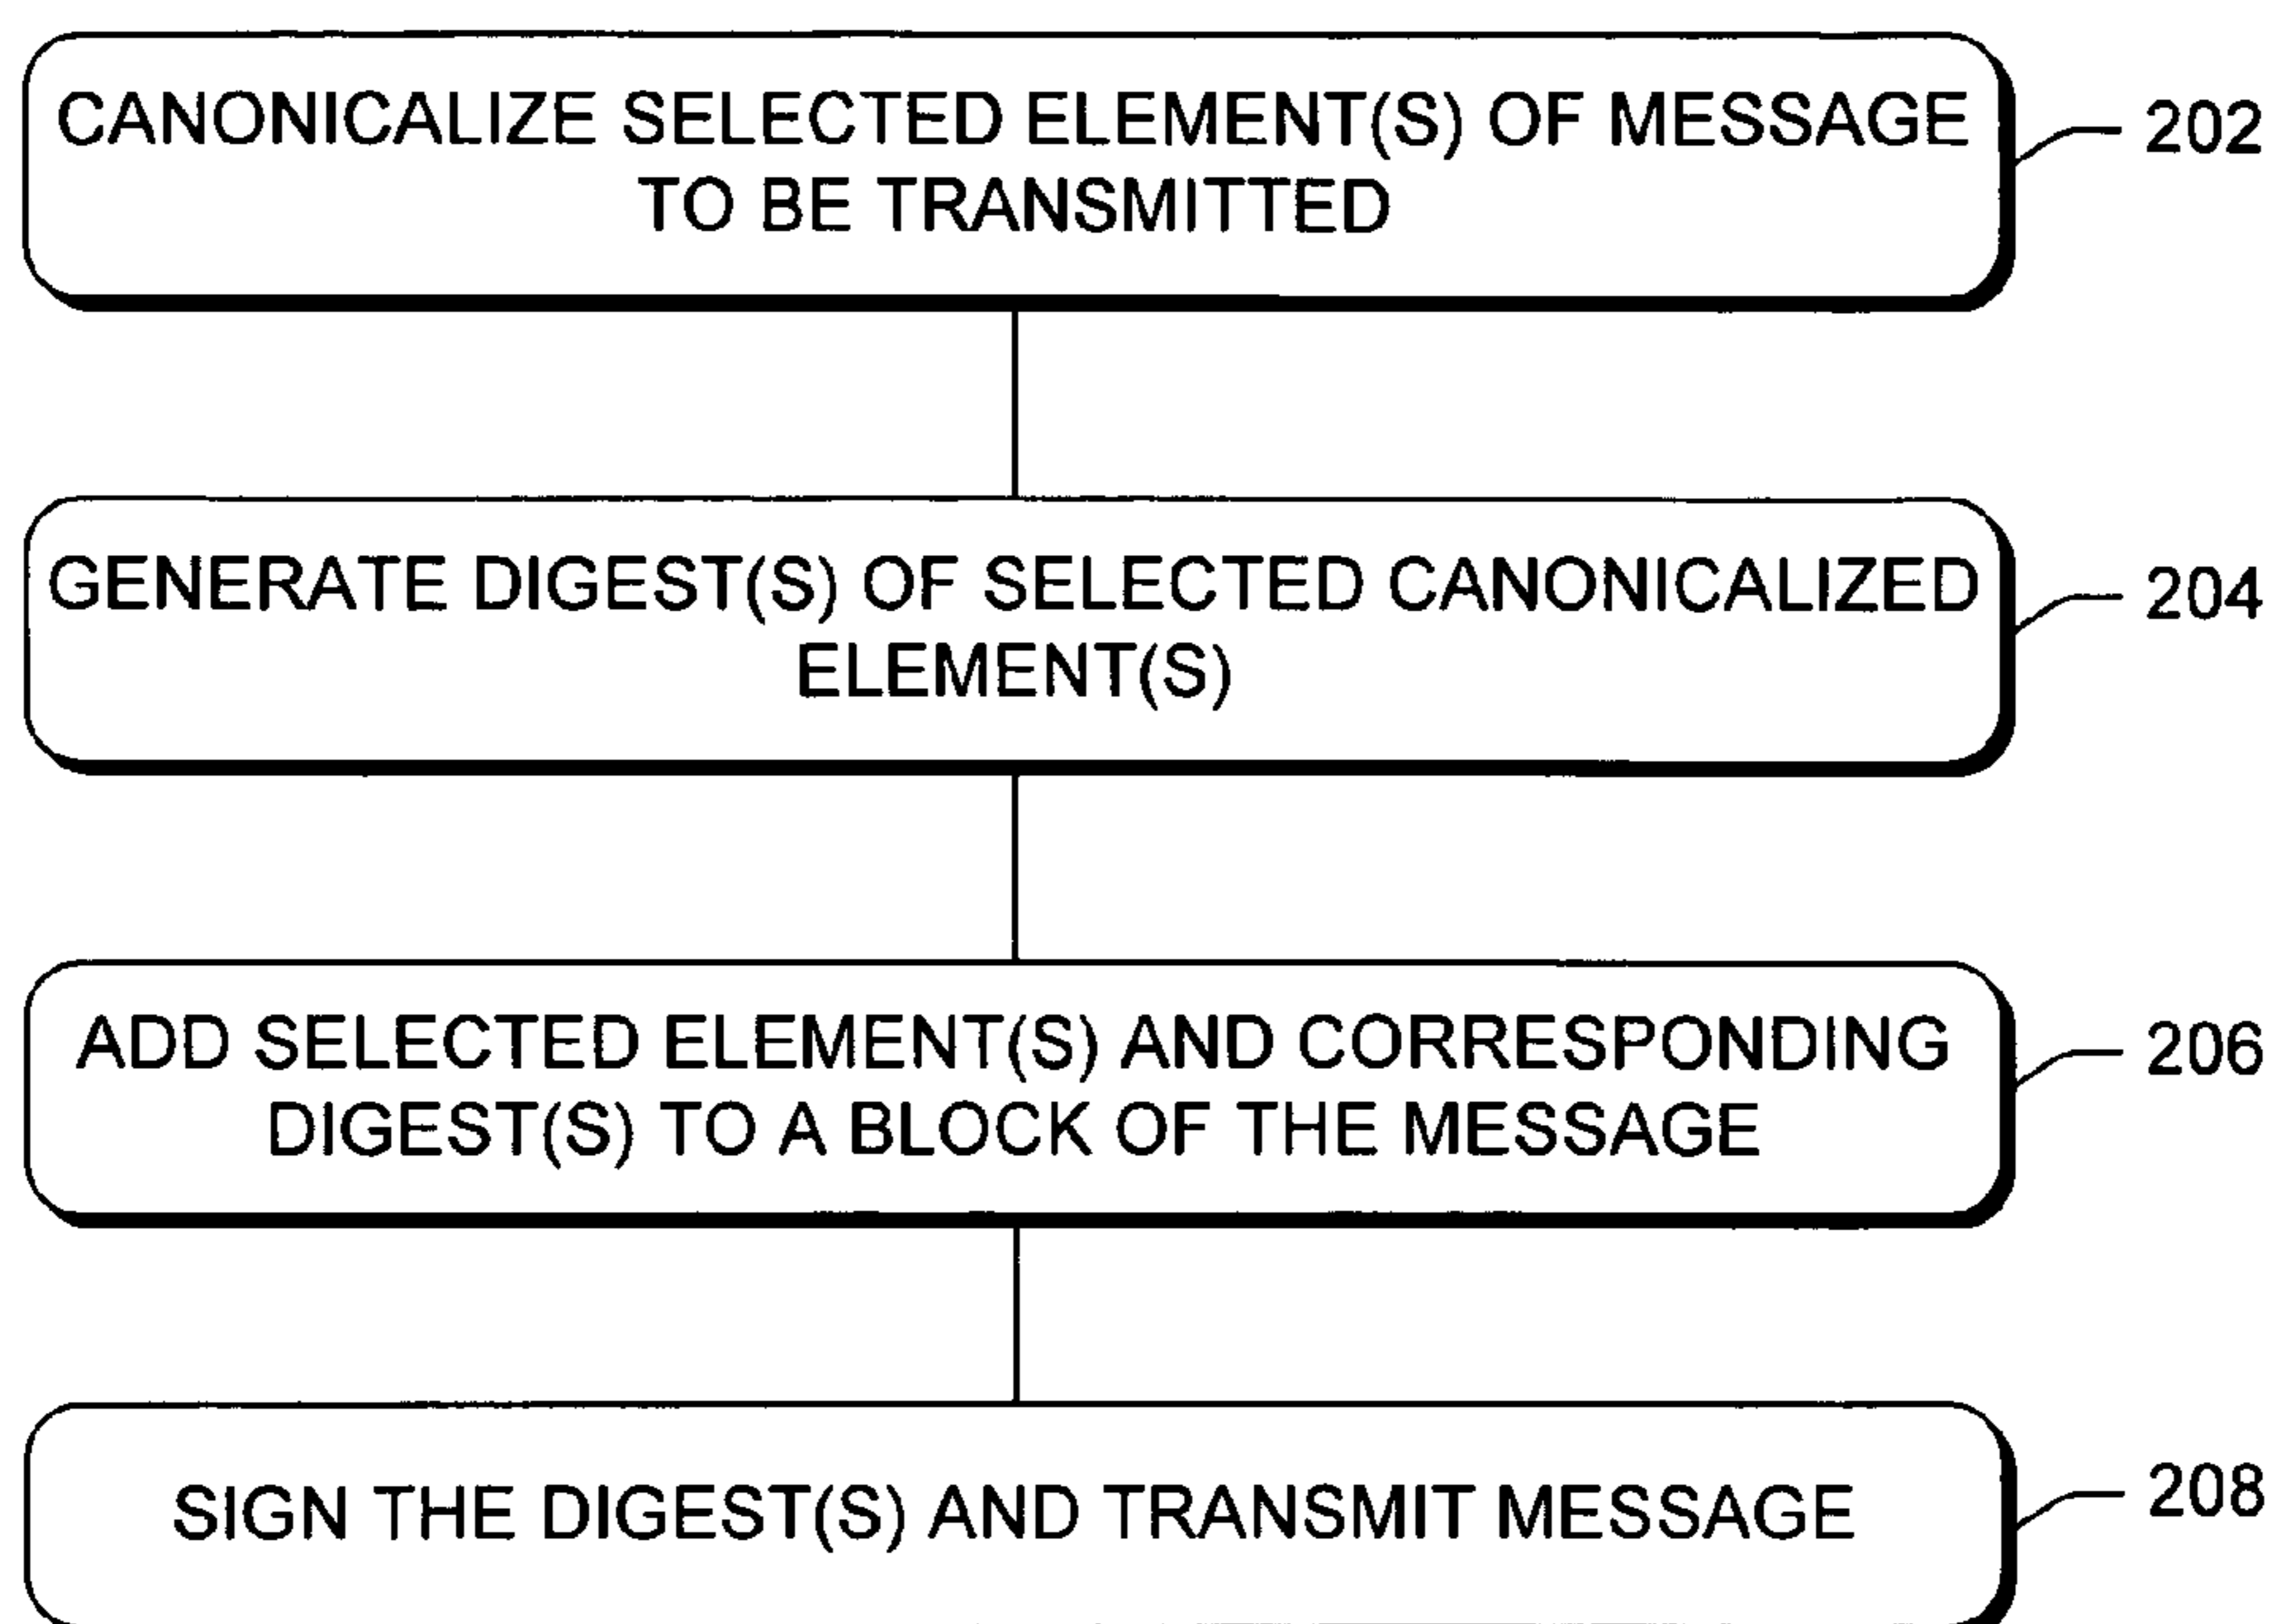 CANONICALIZE SELECTED ELEMENT(S) OF MESSAGE
TO BE TRANSMITTED
202
GENERATE DIGEST(S) OF SELECTED CANONICALIZED
ELEMENT(S)
204
ADD SELECTED ELEMENT(S) AND CORRESPONDING
DIGEST(S) TO A BLOCK OF THE MESSAGE
206
SIGN THE DIGEST(S) AND TRANSMIT MESSAGE
208